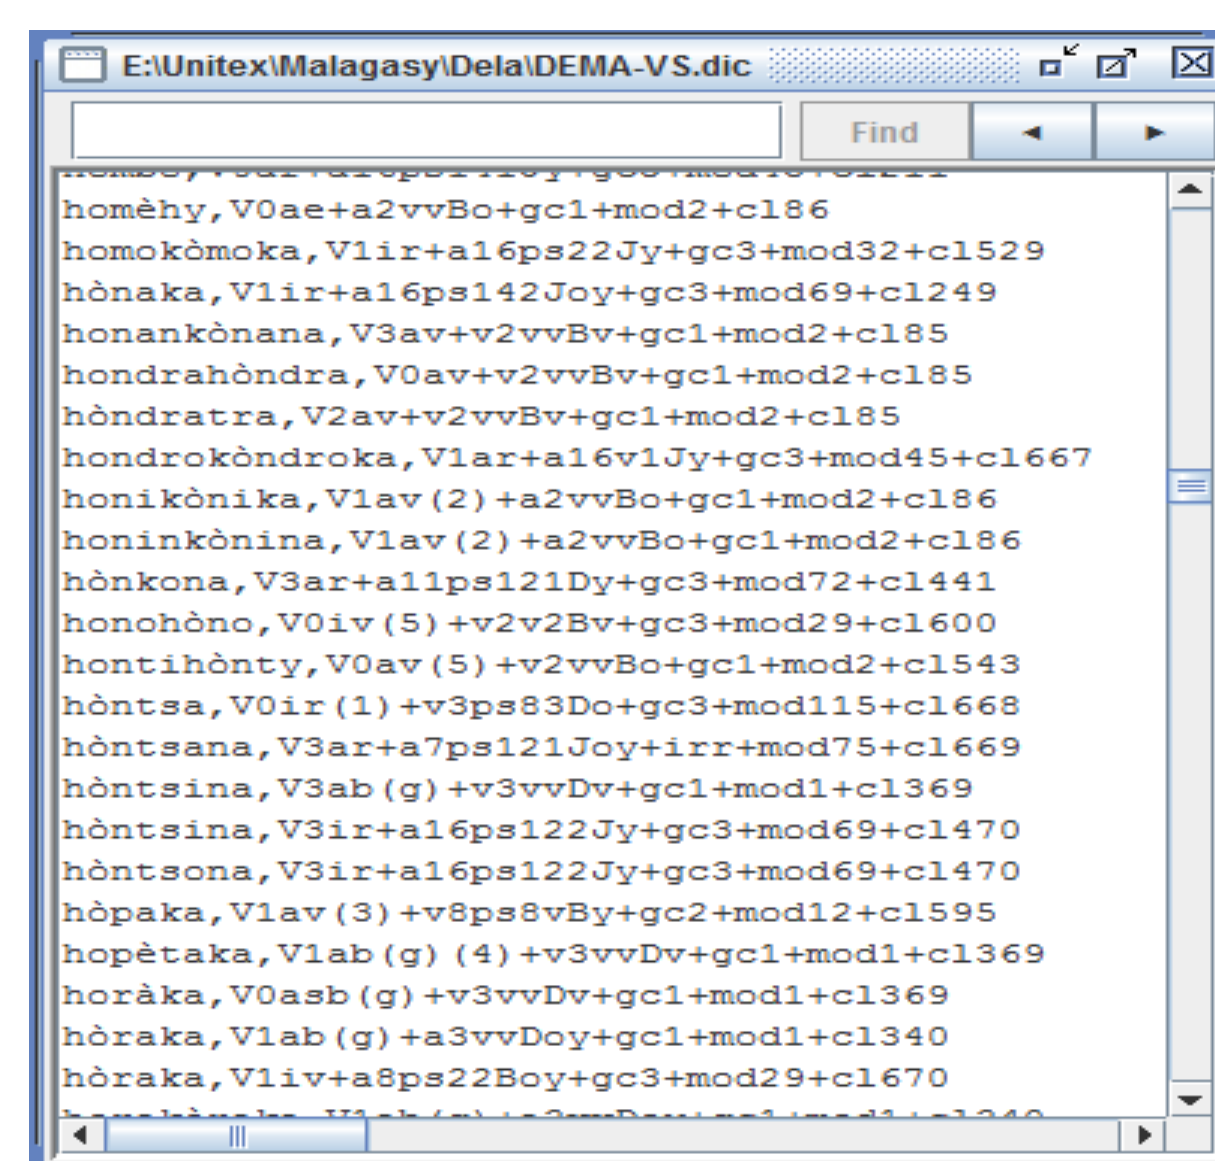 E:\Unitex\Malagasy\Dela\DEMA-VS.dic
Find
homèhy,V0ae+a2vvBo+gc1+mod2+cl86
homokòmoka,V1ir+a16ps22Jy+gc3+mod32+cl529
hònaka,V1ir+a16ps142Joy+gc3+mod69+cl249
honankònana,V3av+v2vvBv+gc1+mod2+cl85
hondrahòndra,V0av+v2vvBv+gc1+mod2+cl85
hòndratra,V2av+v2vvBv+gc1+mod2+cl85
hondrokòndroka,V1ar+a16v1Jy+gc3+mod45+cl667
honikònika,V1av(2)+a2vvBo+gc1+mod2+cl86
honinkònina,V1av(2)+a2vvBo+gc1+mod2+cl86
hònkona,V3ar+a11ps121Dy+gc3+mod72+cl441
honohòno,V0iv(5)+v2v2Bv+gc3+mod29+cl600
hontihònty,V0av(5)+v2vvBo+gc1+mod2+cl543
hòntsa,V0ir(1)+v3ps83Do+gc3+mod115+cl668
hòntsana,V3ar+a7ps121Joy+irr+mod75+cl669
hòntsina,V3ab(g)+v3vvDv+gc1+mod1+cl369
hòntsina,V3ir+a16ps122Jy+gc3+mod69+cl470
hòntsona,V3ir+a16ps122Jy+gc3+mod69+cl470
hòpaka,V1av(3)+v8ps8vBy+gc2+mod12+cl595
hopètaka,V1ab(g)(4)+v3vvDv+gc1+mod1+cl369
horàka,V0asb(g)+v3vvDv+gc1+mod1+cl369
hòraka,V1ab(g)+a3vvDoy+gc1+mod1+cl340
hòraka,V1iv+a8ps22Boy+gc3+mod29+cl670